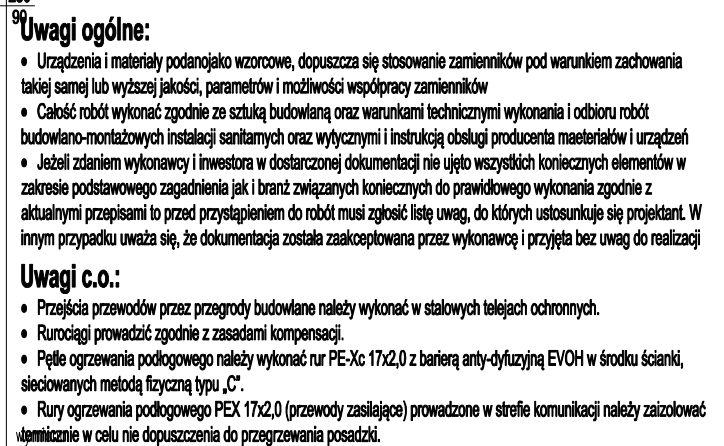 90
Uwagi ogólne:
• Urządzenia i materiały podanojako wzorcowe, dopuszcza się stosowanie zamienników pod warunkiem zachowania
takiej samej lub wyższej jakości, parametrów i możliwości współpracy zamienników
• Całość robót wykonać zgodnie ze sztuką budowlaną oraz warunkami technicznymi wykonania i odbioru robót
budowlano-montażowych instalacji sanitarnych oraz wytycznymi i instrukcją obsługi producenta maeteriałów i urządzeń
• Jeżeli zdaniem wykonawcy i inwestora w dostarczonej dokumentacji nie ujęto wszystkich koniecznych elementów w
zakresie podstawowego zagadnienia jak i branż związanych koniecznych do prawidłowego wykonania zgodnie z
aktualnymi przepisami to przed przystąpieniem do robót musi zgłosić listę uwag, do których ustosunkuje się projektant. W
innym przypadku uważa się, że dokumentacja została zaakceptowana przez wykonawcę i przyjęta bez uwag do realizacji
Uwagi c.o.:
• Przejścia przewodów przez przegrody budowlane należy wykonać w stalowych telejach ochronnych.
• Rurociągi prowadzić zgodnie z zasadami kompensacji.
• Pętle ogrzewania podłogowego należy wykonać rur PE-Xc 17x2,0 z barierą anty-dyfuzyjną EVOH w środku ścianki,
sieciowanych metodą fizyczną typu „C".
• Rury ogrzewania podłogowego PEX 17x2,0 (przewody zasilające) prowadzone w strefie komunikacji należy zaizolować
termicznie w celu nie dopuszczenia do przegrzewania posadzki.